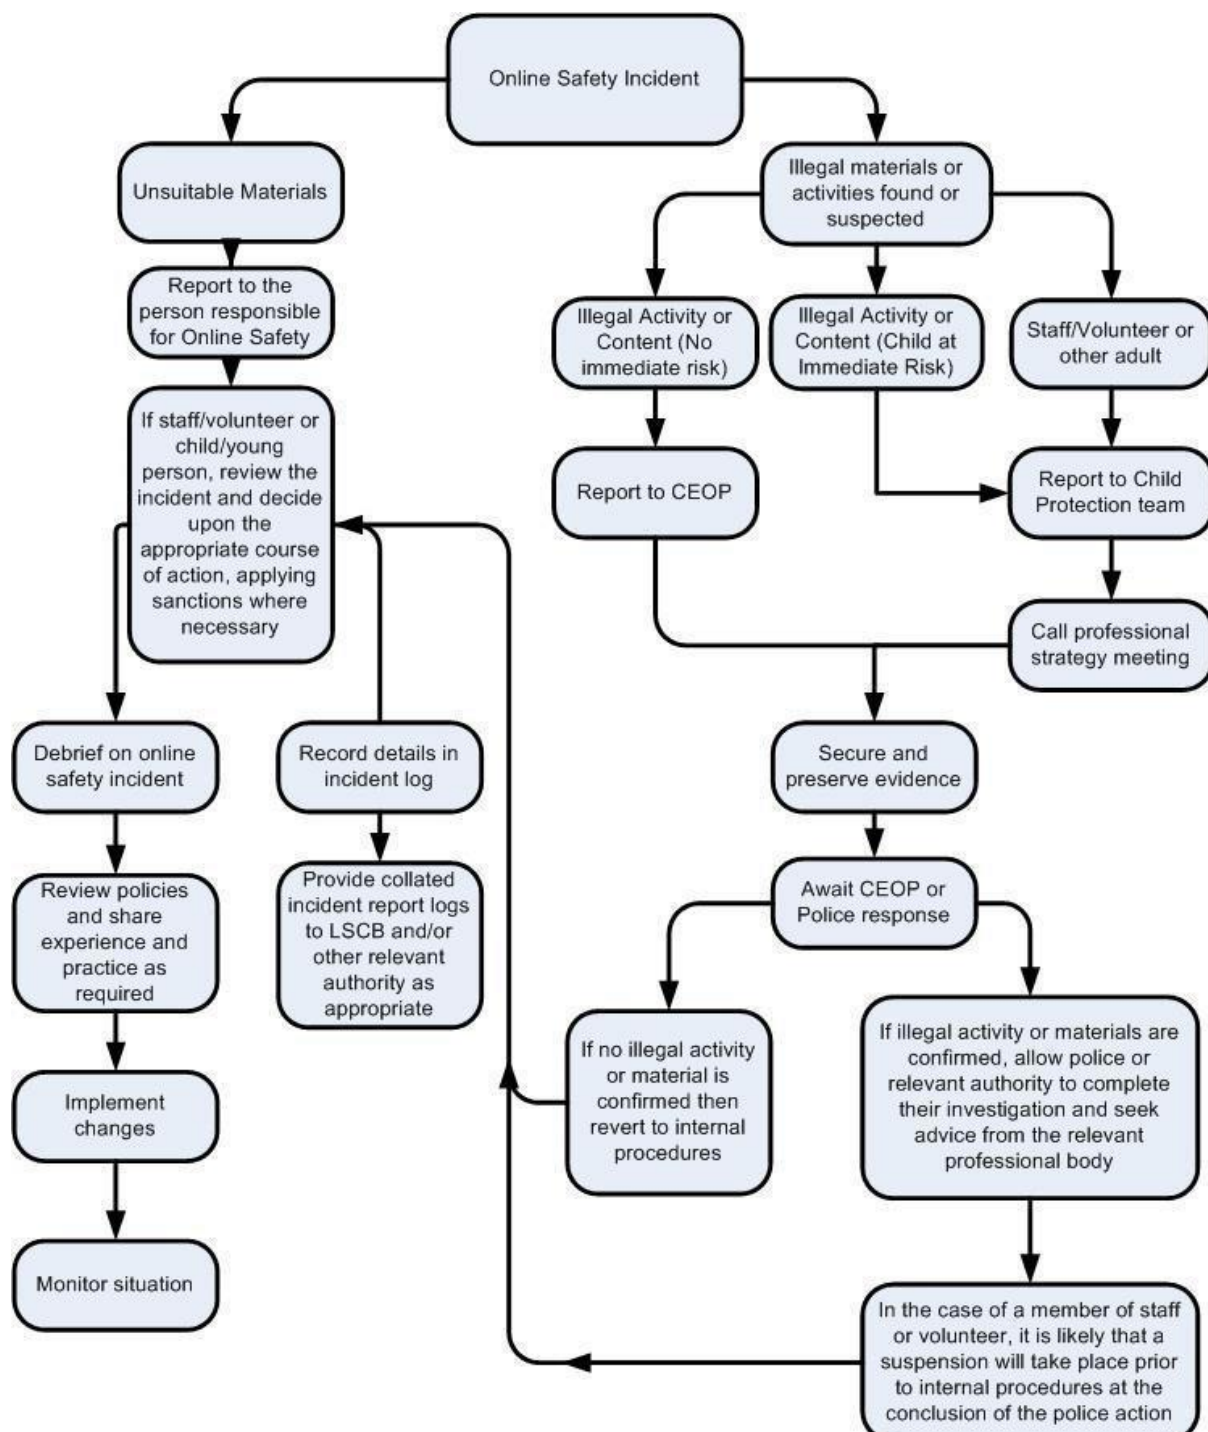 Online Safety Incident
Unsuitable Materials
Illegal materials or
activities found or
suspected
Report to the
person responsible
for Online Safety
Illegal Activity or
Content (No
immediate risk)
Illegal Activity or
Content (Child at
Immediate Risk)
Staff/Volunteer or
other adult
If staff/volunteer or
child/young
person, review the
incident and decide
upon the
appropriate course
of action, applying
sanctions where
necessary
Report to CEOP
Report to Child
Protection team
Call professional
strategy meeting
Debrief on online
safety incident
Record details in
incident log
Secure and
preserve evidence
Review policies
and share
experience and
practice as
required
Provide collated
incident report logs
to LSCB and/or
other relevant
authority as
appropriate
Await CEOP or
Police response
If no illegal activity
or material is
confirmed then
revert to internal
procedures
If illegal activity or materials are
confirmed, allow police or
relevant authority to complete
their investigation and seek
advice from the relevant
professional body
Implement
changes
Monitor situation
In the case of a member of staff
or volunteer, it is likely that a
suspension will take place prior
to internal procedures at the
conclusion of the police action